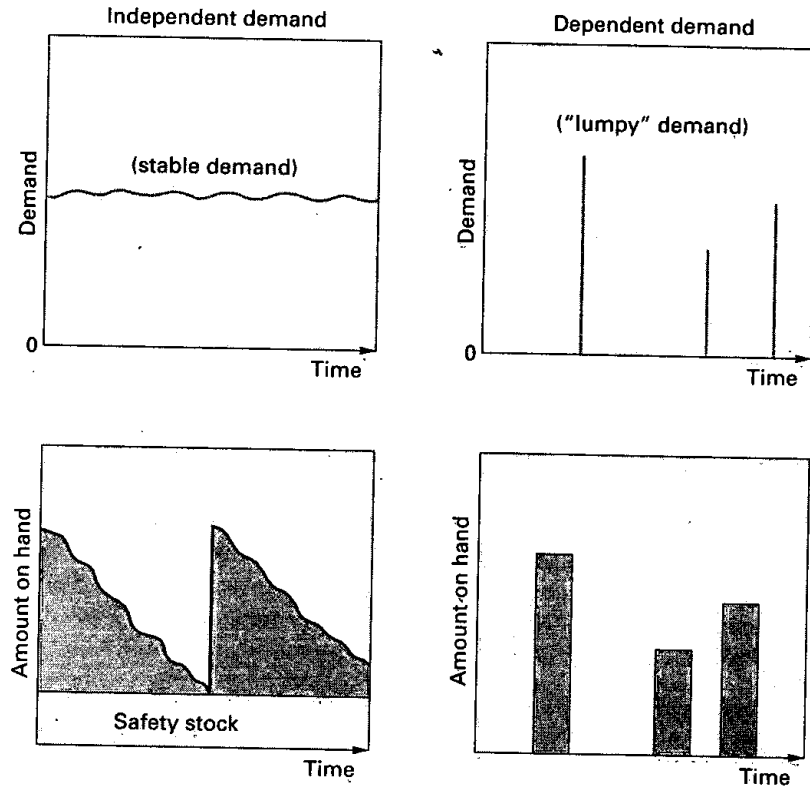 Independent demand
Dependent demand
(stable demand)
("lumpy" demand)
Demand
Demand
0
0
Time
Time
Amount on hand
Amount on hand
Safety stock
Time
Time